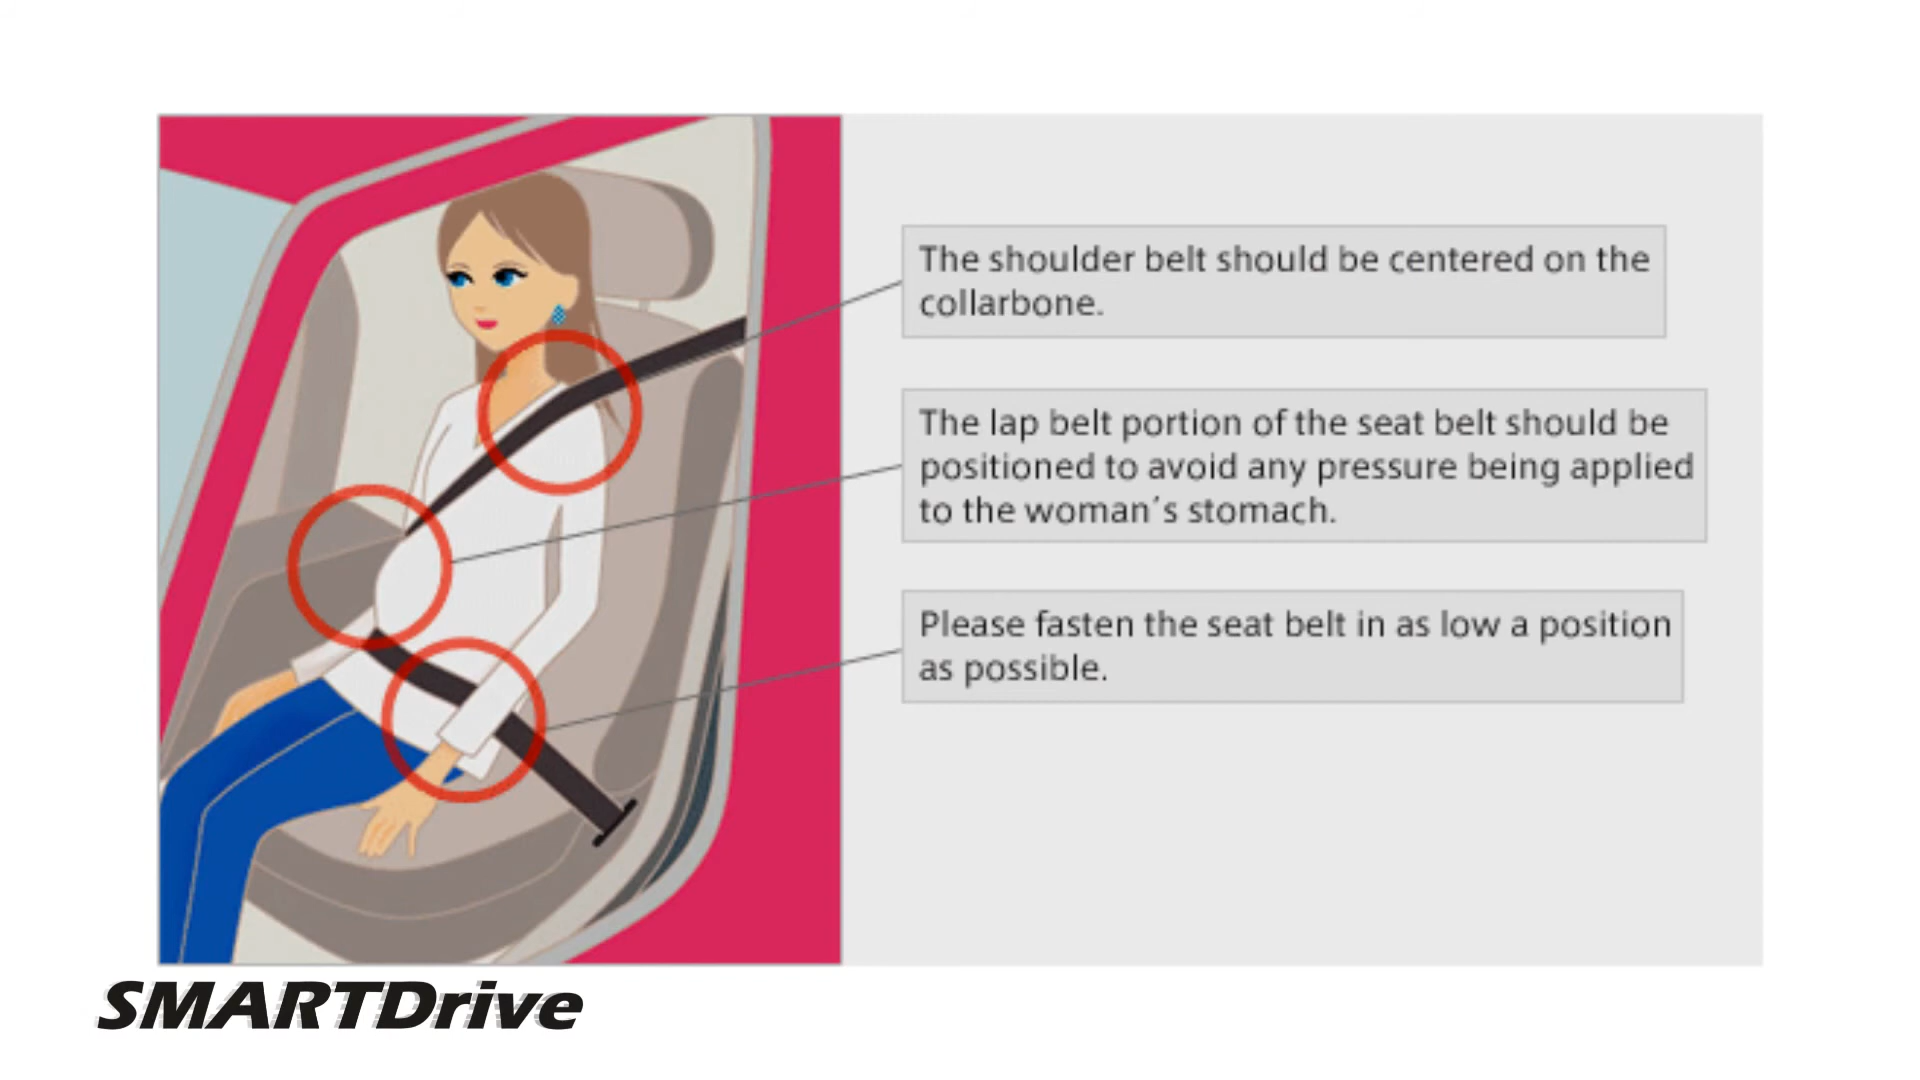 The shoulder belt should be centered on the
collarbone.
The lap belt portion of the seat belt should be
positioned to avoid any pressure being applied
to the woman's stomach.
Please fasten the seat belt in as low a position
as possible.
SMARTDrive